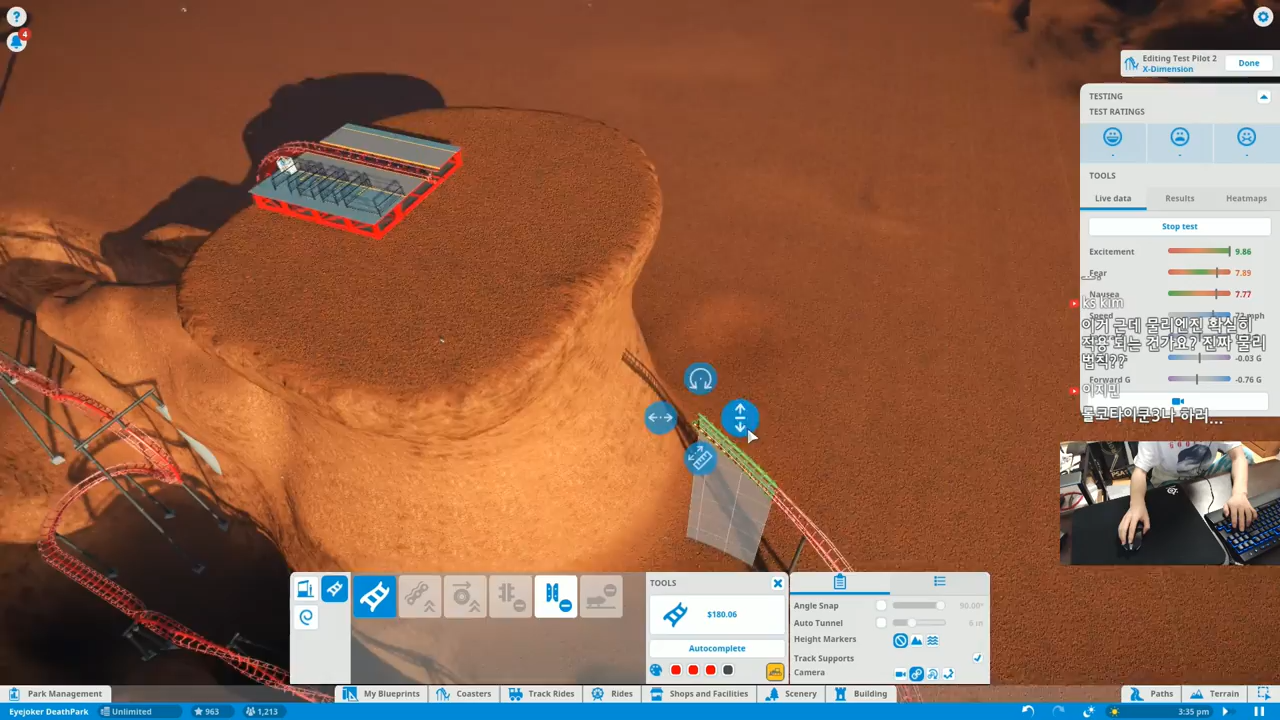 ?
4
Editing Test Pilot 2
X-Dimension
Done
TESTING
TEST RATINGS
-
-
-
TOOLS
Live data
Results
Heatmaps
Stop test
Excitement
9.86
Fear
7.89
Nausea
7.77
ks kim
Speed
mph
이거 근데 물리엔진 확실히
적용 되는 건가요? 진짜 물리
법칙??
-0.03 G
Forward G
-0.76 G
이지민
롤코타이쿤3나 하러...
TOOLS
$180.06
Autocomplete
Angle Snap
90.00°
Auto Tunnel
6 in
Height Markers
Track Supports
Camera
Park Management
My Blueprints
Coasters
Track Rides
Rides
Shops and Facilities
Scenery
Building
Paths
Terrain
Eyejoker DeathPark
Unlimited
963
1,213
3:35 pm